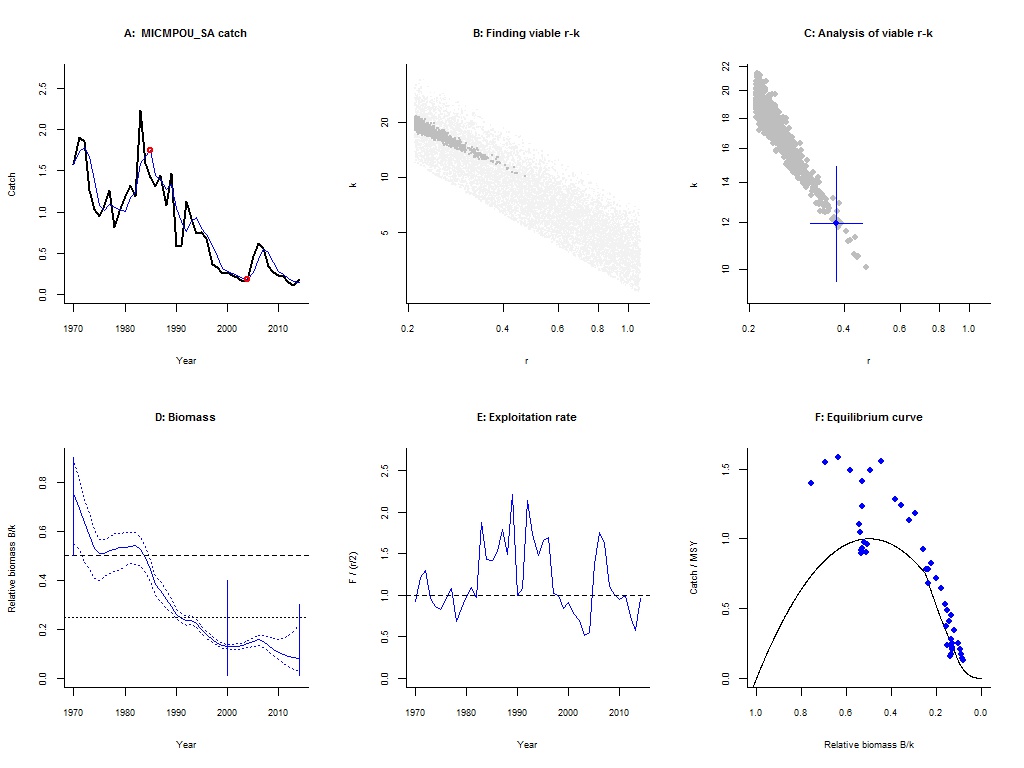 A: MICMPOU_SA catch
Catch
2.5
2.0
1.5
1.0
0.5
0.0
1970 1980 1990 2000 2010
Year
B: Finding viable r-k
k
20
10
5
0.2 0.4 0.6 0.8 1.0
r
C: Analysis of viable r-k
k
22
20
18
16
14
12
10
0.2 0.4 0.6 0.8 1.0
r
D: Biomass
Relative biomass B/k
0.8
0.6
0.4
0.2
0.0
1970 1980 1990 2000 2010
Year
E: Exploitation rate
F / (r/2)
2.5
2.0
1.5
1.0
0.5
0.0
1970 1980 1990 2000 2010
Year
F: Equilibrium curve
Catch / MSY
1.5
1.0
0.5
0.0
1.0 0.8 0.6 0.4 0.2 0.0
Relative biomass B/k